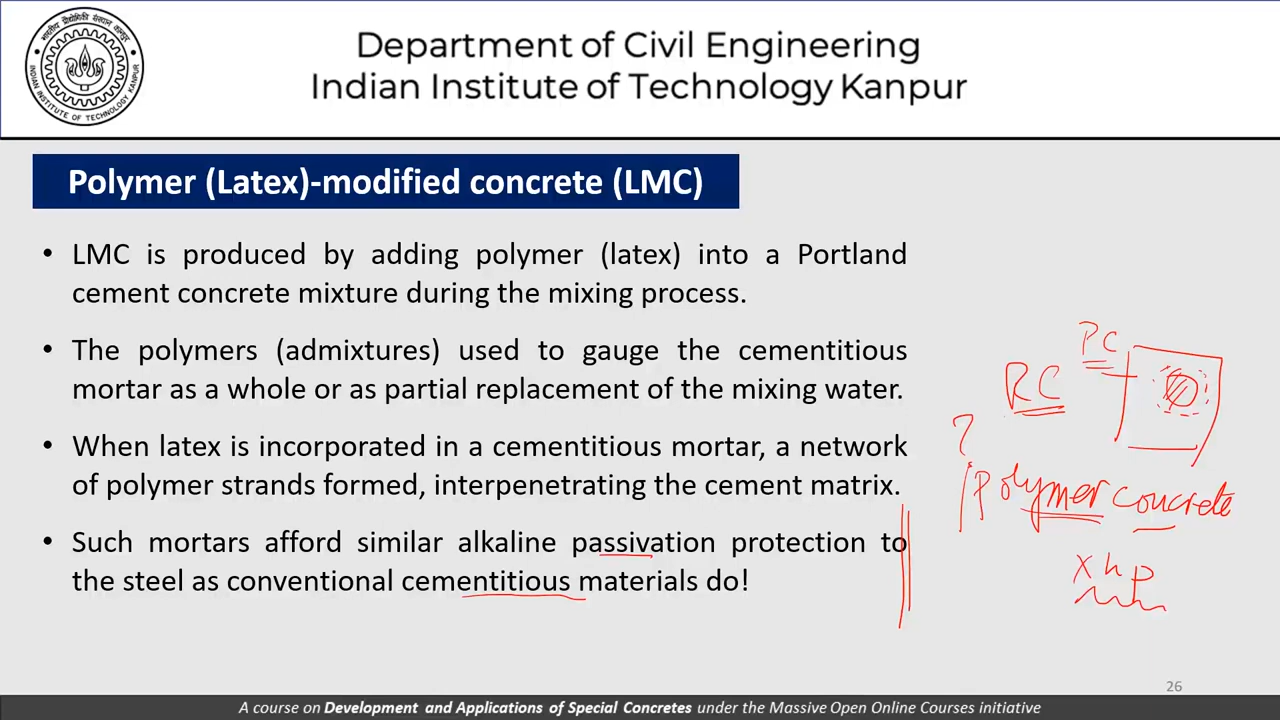 Department of Civil Engineering
Indian Institute of Technology Kanpur
INDIAN INSTITUTE OF TECHNOLOGY KANPUR
Polymer (Latex)-modified concrete (LMC)
• LMC is produced by adding polymer (latex) into a Portland
cement concrete mixture during the mixing process.
• The polymers (admixtures) used to gauge the cementitious
mortar as a whole or as partial replacement of the mixing water.
• When latex is incorporated in a cementitious mortar, a network
of polymer strands formed, interpenetrating the cement matrix.
• Such mortars afford similar alkaline passivation protection to
the steel as conventional cementitious materials do!
PC
RC
?
Polymer concrete
26
A course on Development and Applications of Special Concretes under the Massive Open Online Courses initiative